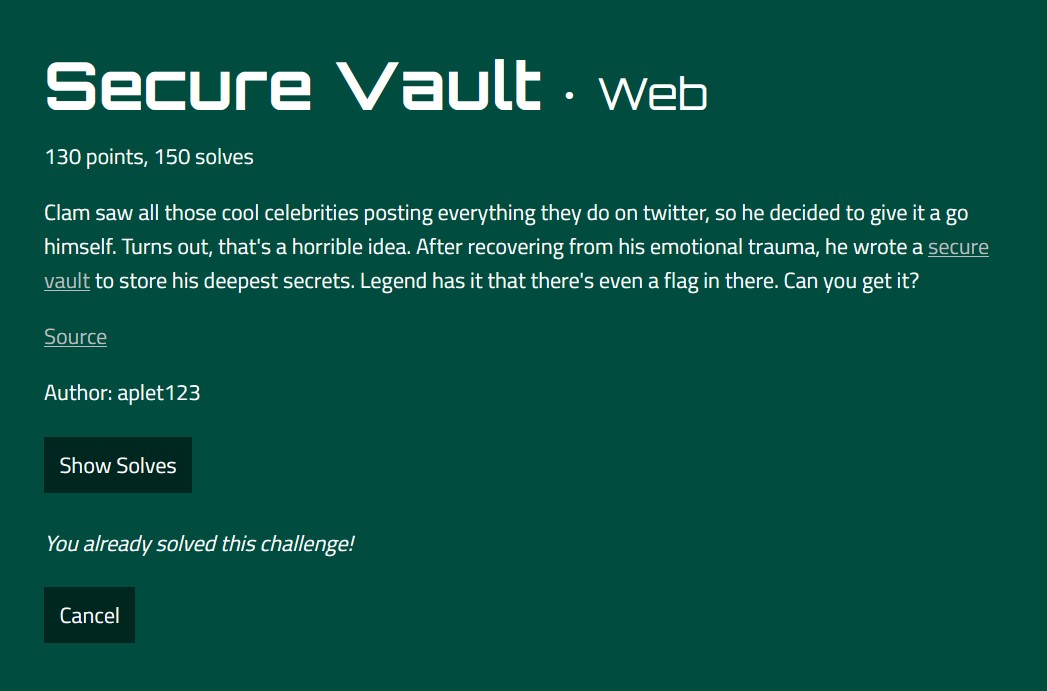 Secure Vault · Web
130 points, 150 solves
Clam saw all those cool celebrities posting everything they do on twitter, so he decided to give it a go
himself. Turns out, that's a horrible idea. After recovering from his emotional trauma, he wrote a secure
vault to store his deepest secrets. Legend has it that there's even a flag in there. Can you get it?
Source
Author: aplet123
Show Solves
You already solved this challenge!
Cancel